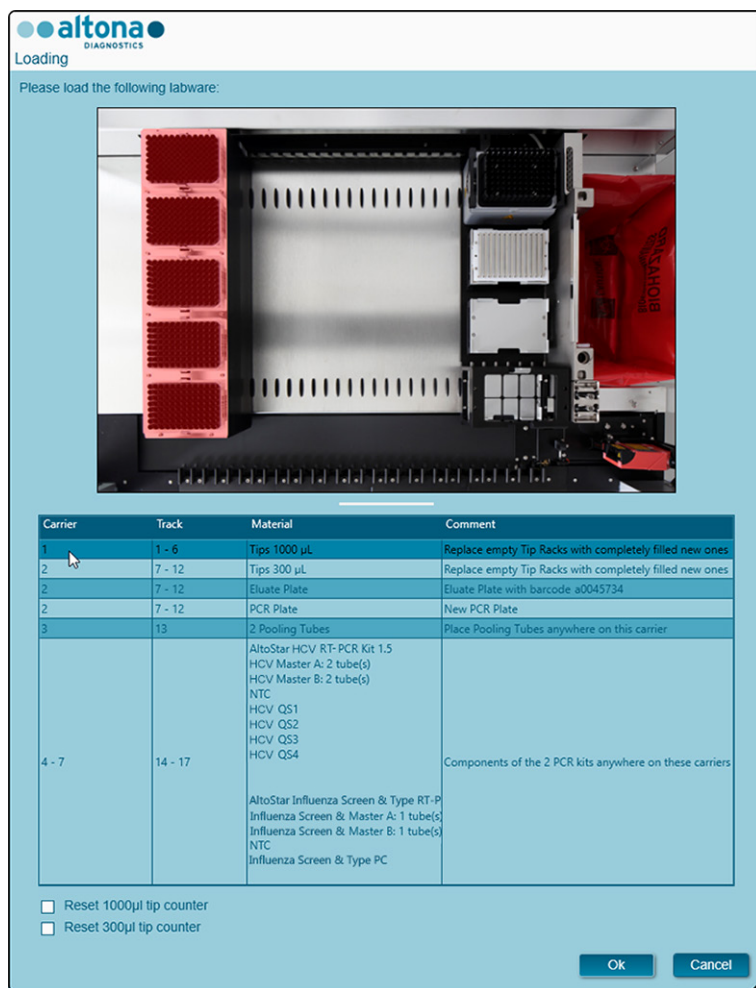 altona
DIAGNOSTICS
Loading
Please load the following labware:
BIOHAZARD
Carrier Track Material Comment
1 1 - 6 Tips 1000 µL Replace empty Tip Racks with completely filled new ones
2 7 - 12 Tips 300 µL Replace empty Tip Racks with completely filled new ones
2 7 - 12 Eluate Plate Eluate Plate with barcode a0045734
2 7 - 12 PCR Plate New PCR Plate
3 13 2 Pooling Tubes Place Pooling Tubes anywhere on this carrier
4 - 7 14 - 17 AltoStar HCV RT-PCR Kit 1.5
HCV Master A: 2 tube(s)
HCV Master B: 2 tube(s)
NTC
HCV QS1
HCV QS2
HCV QS3
HCV QS4
AltoStar Influenza Screen & Type RT-P
Influenza Screen & Master A: 1 tube(s)
Influenza Screen & Master B: 1 tube(s)
NTC
Influenza Screen & Type PC
Components of the 2 PCR kits anywhere on these carriers
Reset 1000µl tip counter
Reset 300µl tip counter
Ok Cancel